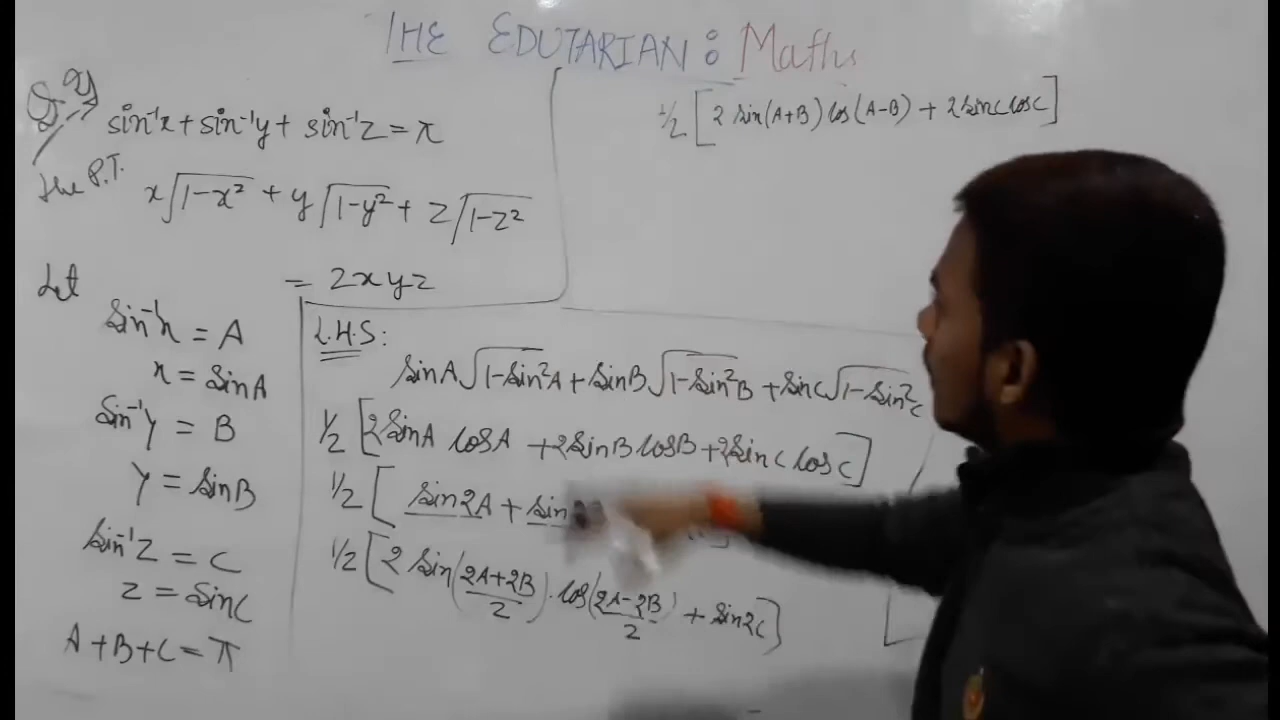 THE EDUTARIAN : Maths
sin⁻¹x + sin⁻¹y + sin⁻¹z = π
the P.T. x√1-x² + y√1-y² + z√1-z²
= 2xyz
Let
sin⁻¹x = A
x = sinA
sin⁻¹y = B
y = sinB
sin⁻¹z = C
z = sinC
A+B+C = π
L.H.S:
sinA√1-sin²A + sinB√1-sin²B + sinC√1-sin²C
1/2 [2sinA cosA + 2sinB cosB + 2sinC cosC]
1/2 [ sin2A + sin
1/2 [2 sin(2A+2B/2) . cos(2A-2B/2) + sin2C]
1/2 [2 sin(A+B) cos(A-B) + 2sinC cosC]